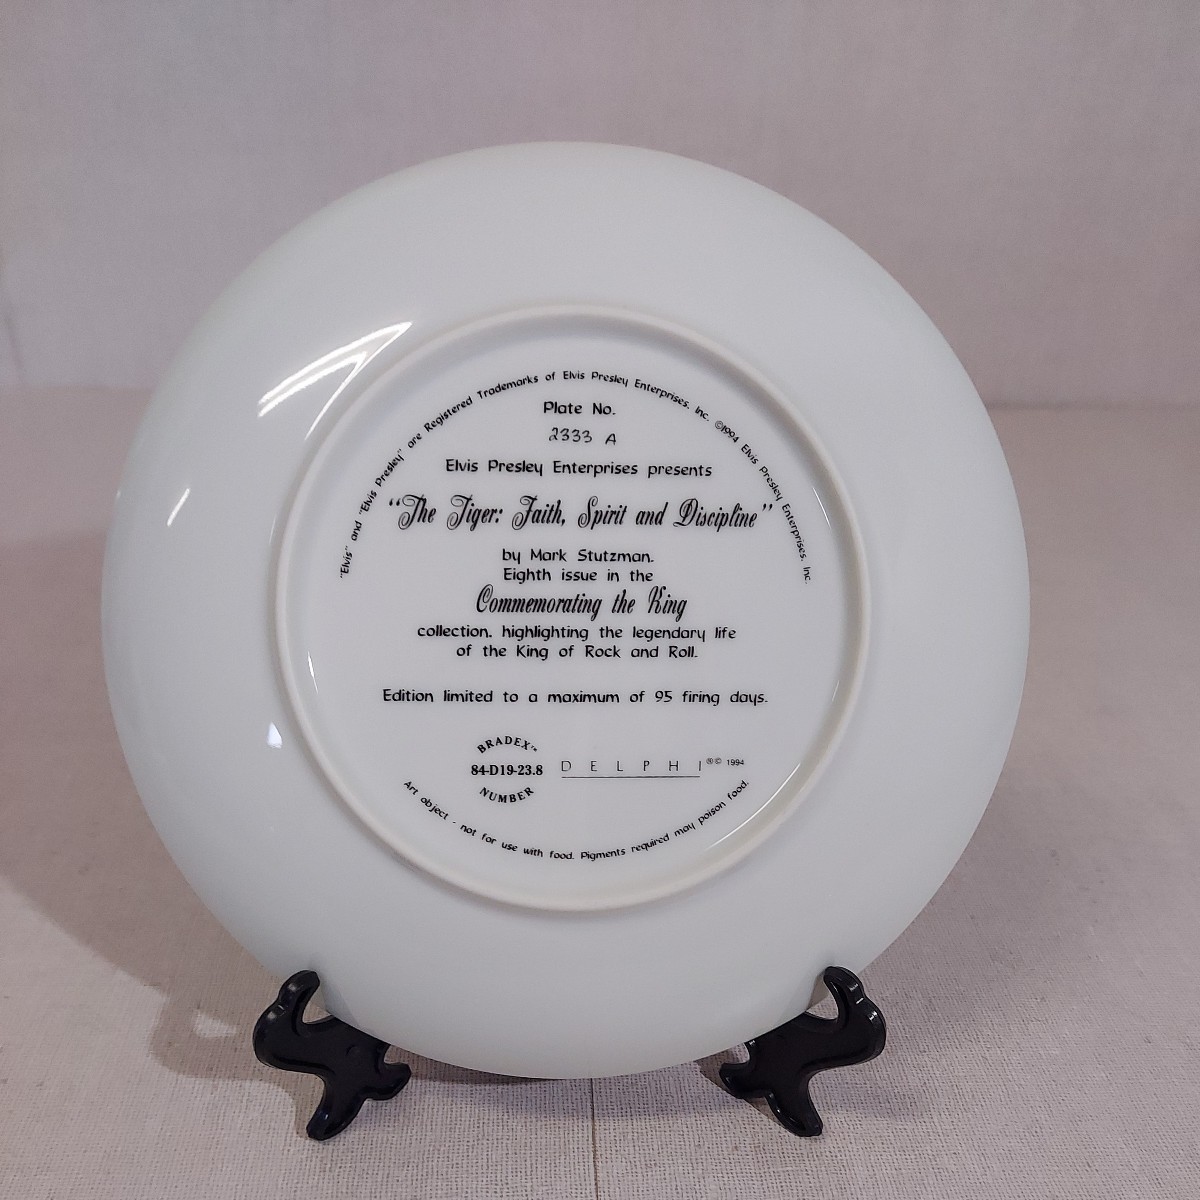 "Elvis" and "Elvis Presley" are Registered Trademarks of Elvis Presley Enterprises, Inc. ©1994 Elvis Presley Enterprises, Inc.
Plate No.
2333 A
Elvis Presley Enterprises presents
"The Tiger: Faith, Spirit and Discipline"
by Mark Stutzman.
Eighth issue in the
Commemorating the King
collection, highlighting the legendary life
of the King of Rock and Roll.
Edition limited to a maximum of 95 firing days.
BRADEX™
84-D19-23.8
NUMBER
DELPHI ®© 1994
Art object - not for use with food. Pigments required may poison food.